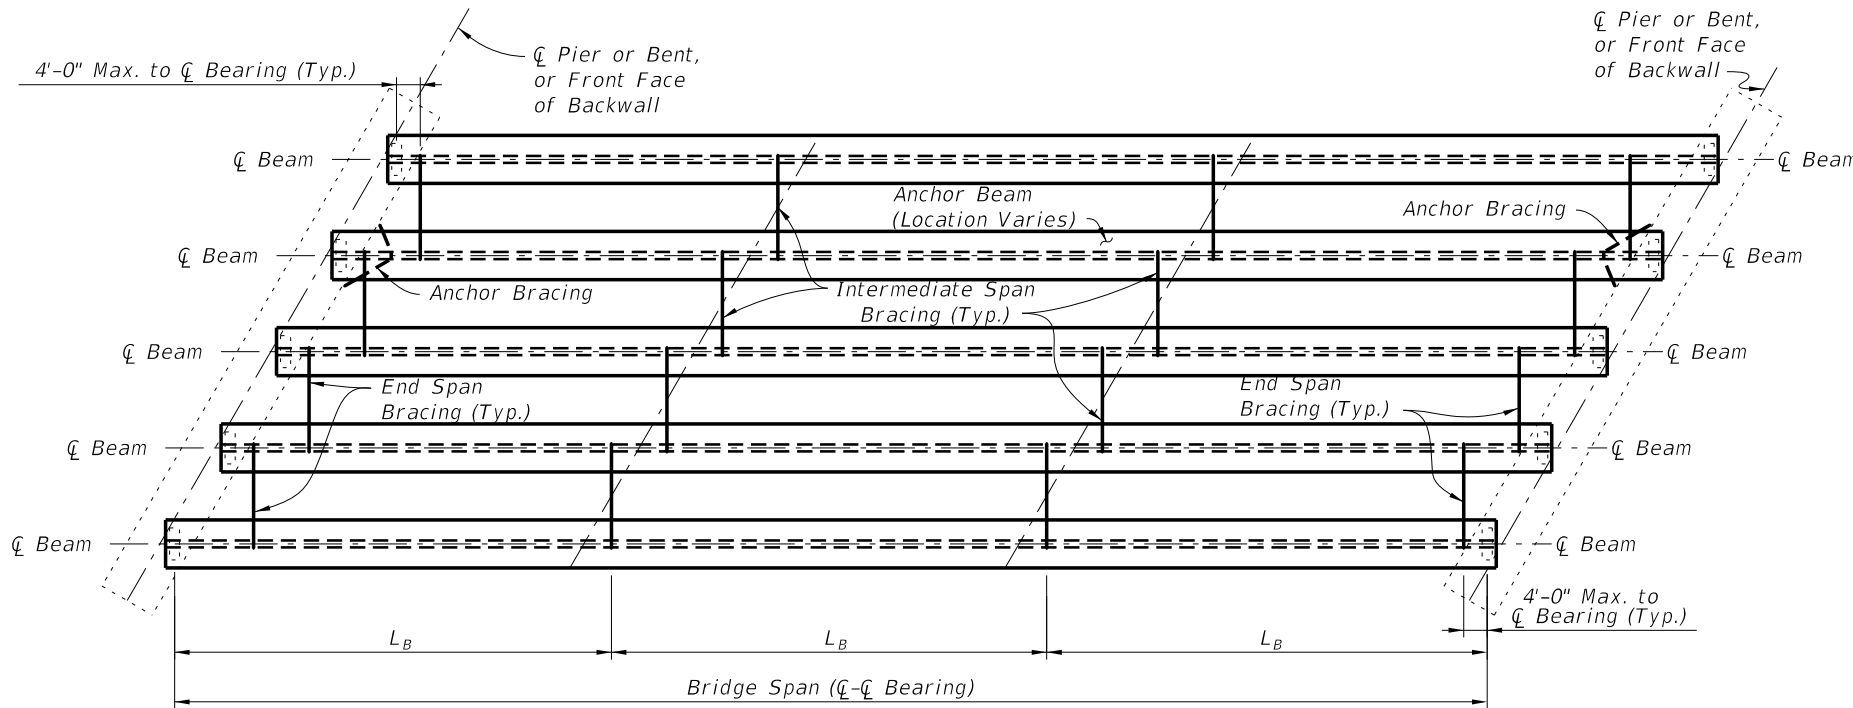 ℄ Pier or Bent,
or Front Face
of Backwall
℄ Pier or Bent,
or Front Face
of Backwall
4'-0" Max. to ℄ Bearing (Typ.)
℄ Beam
℄ Beam
Anchor Beam
(Location Varies)
Anchor Bracing
℄ Beam
℄ Beam
Anchor Bracing
Intermediate Span
Bracing (Typ.)
℄ Beam
℄ Beam
End Span
Bracing (Typ.)
End Span
Bracing (Typ.)
℄ Beam
℄ Beam
℄ Beam
℄ Beam
4'-0" Max. to
℄ Bearing (Typ.)
L_B
L_B
L_B
Bridge Span (℄-℄ Bearing)